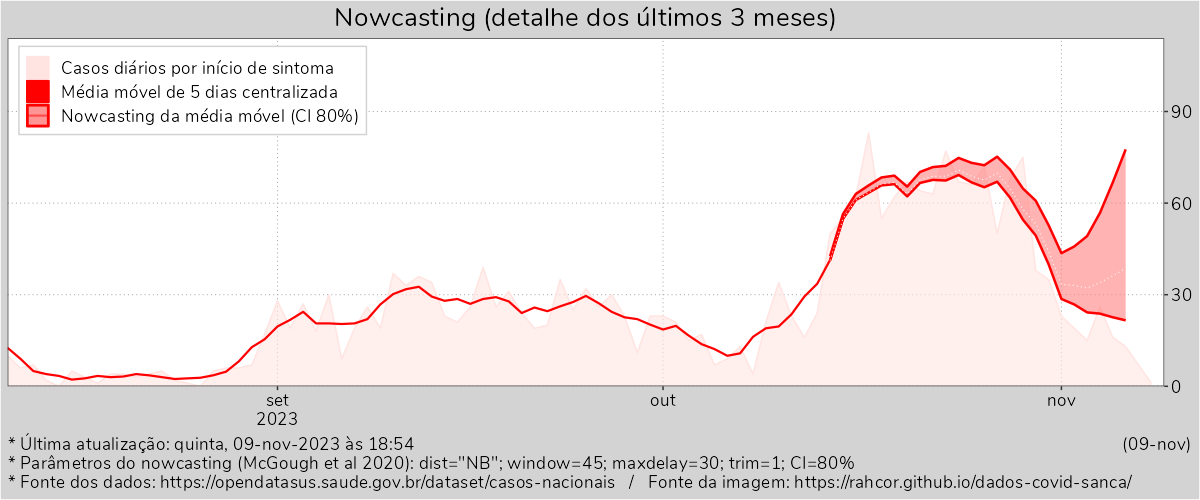 Nowcasting (detalhe dos últimos 3 meses)
Casos diários por início de sintoma
Média móvel de 5 dias centralizada
Nowcasting da média móvel (CI 80%)
90
60
30
0
set
2023
out
nov
* Última atualização: quinta, 09-nov-2023 às 18:54
(09-nov)
* Parâmetros do nowcasting (McGough et al 2020): dist="NB"; window=45; maxdelay=30; trim=1; CI=80%
* Fonte dos dados: https://opendatasus.saude.gov.br/dataset/casos-nacionais / Fonte da imagem: https://rahcor.github.io/dados-covid-sanca/